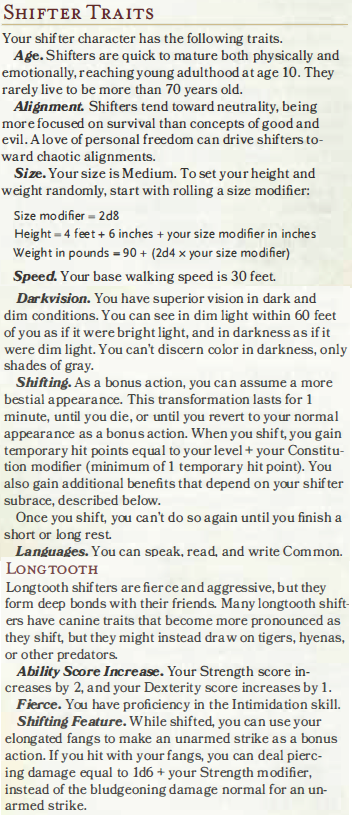 SHIFTER TRAITS
Your shifter character has the following traits.
Age. Shifters are quick to mature both physically and
emotionally, reaching young adulthood at age 10. They
rarely live to be more than 70 years old.
Alignment. Shifters tend toward neutrality, being
more focused on survival than concepts of good and
evil. A love of personal freedom can drive shifters to-
ward chaotic alignments.
Size. Your size is Medium. To set your height and
weight randomly, start with rolling a size modifier:
Size modifier = 2d8
Height = 4 feet + 6 inches + your size modifier in inches
Weight in pounds = 90 + (2d4 x your size modifier)
Speed. Your base walking speed is 30 feet.
Darkvision. You have superior vision in dark and
dim conditions. You can see in dim light within 60 feet
of you as if it were bright light, and in darkness as if it
were dim light. You can't discern color in darkness, only
shades of gray.
Shifting. As a bonus action, you can assume a more
bestial appearance. This transformation lasts for 1
minute, until you die, or until you revert to your normal
appearance as a bonus action. When you shift, you gain
temporary hit points equal to your level + your Constitu-
tion modifier (minimum of 1 temporary hit point). You
also gain additional benefits that depend on your shifter
subrace, described below.
Once you shift, you can't do so again until you finish a
short or long rest.
Languages. You can speak, read, and write Common.
LONGTOOTH
Longtooth shifters are fierce and aggressive, but they
form deep bonds with their friends. Many longtooth shift-
ers have canine traits that become more pronounced as
they shift, but they might instead draw on tigers, hyenas,
or other predators.
Ability Score Increase. Your Strength score in-
creases by 2, and your Dexterity score increases by 1.
Fierce. You have proficiency in the Intimidation skill.
Shifting Feature. While shifted, you can use your
elongated fangs to make an unarmed strike as a bonus
action. If you hit with your fangs, you can deal pierc-
ing damage equal to 1d6 + your Strength modifier,
instead of the bludgeoning damage normal for an un-
armed strike.